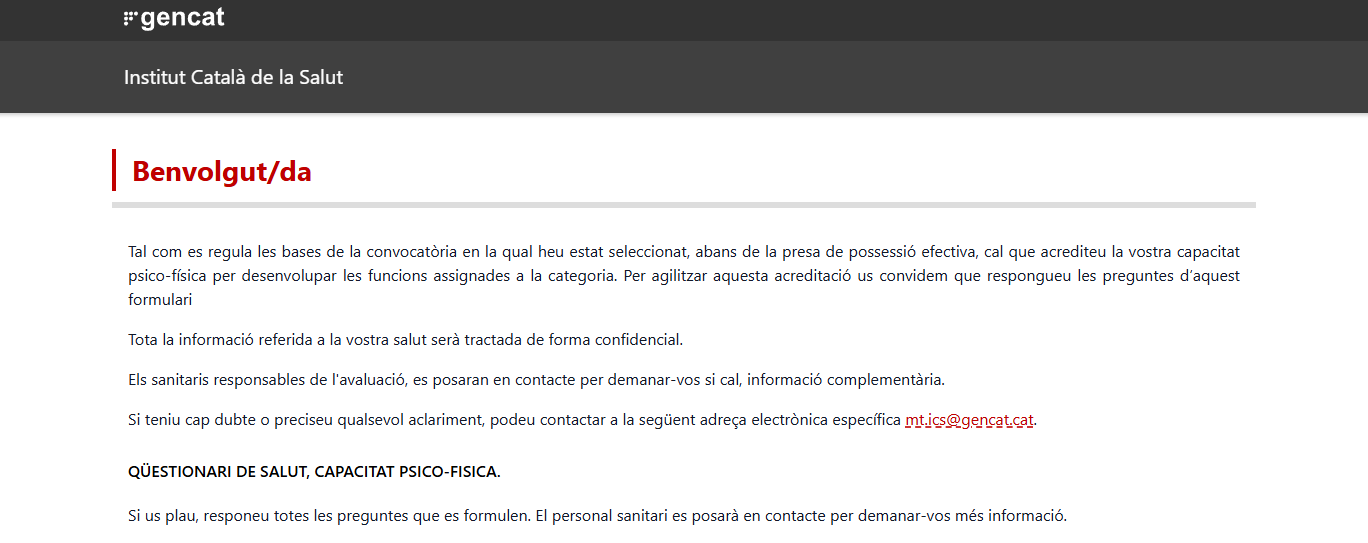 gencat
Institut Català de la Salut
Benvolgut/da
Tal com es regula les bases de la convocatòria en la qual heu estat seleccionat, abans de la presa de possessió efectiva, cal que acrediteu la vostra capacitat
psico-física per desenvolupar les funcions assignades a la categoria. Per agilitzar aquesta acreditació us convidem que respongueu les preguntes d'aquest
formulari
Tota la informació referida a la vostra salut serà tractada de forma confidencial.
Els sanitaris responsables de l'avaluació, es posaran en contacte per demanar-vos si cal, informació complementària.
Si teniu cap dubte o preciseu qualsevol aclariment, podeu contactar a la següent adreça electrònica específica mt.ics@gencat.cat.
QÜESTIONARI DE SALUT, CAPACITAT PSICO-FISICA.
Si us plau, responeu totes les preguntes que es formulen. El personal sanitari es posarà en contacte per demanar-vos més informació.